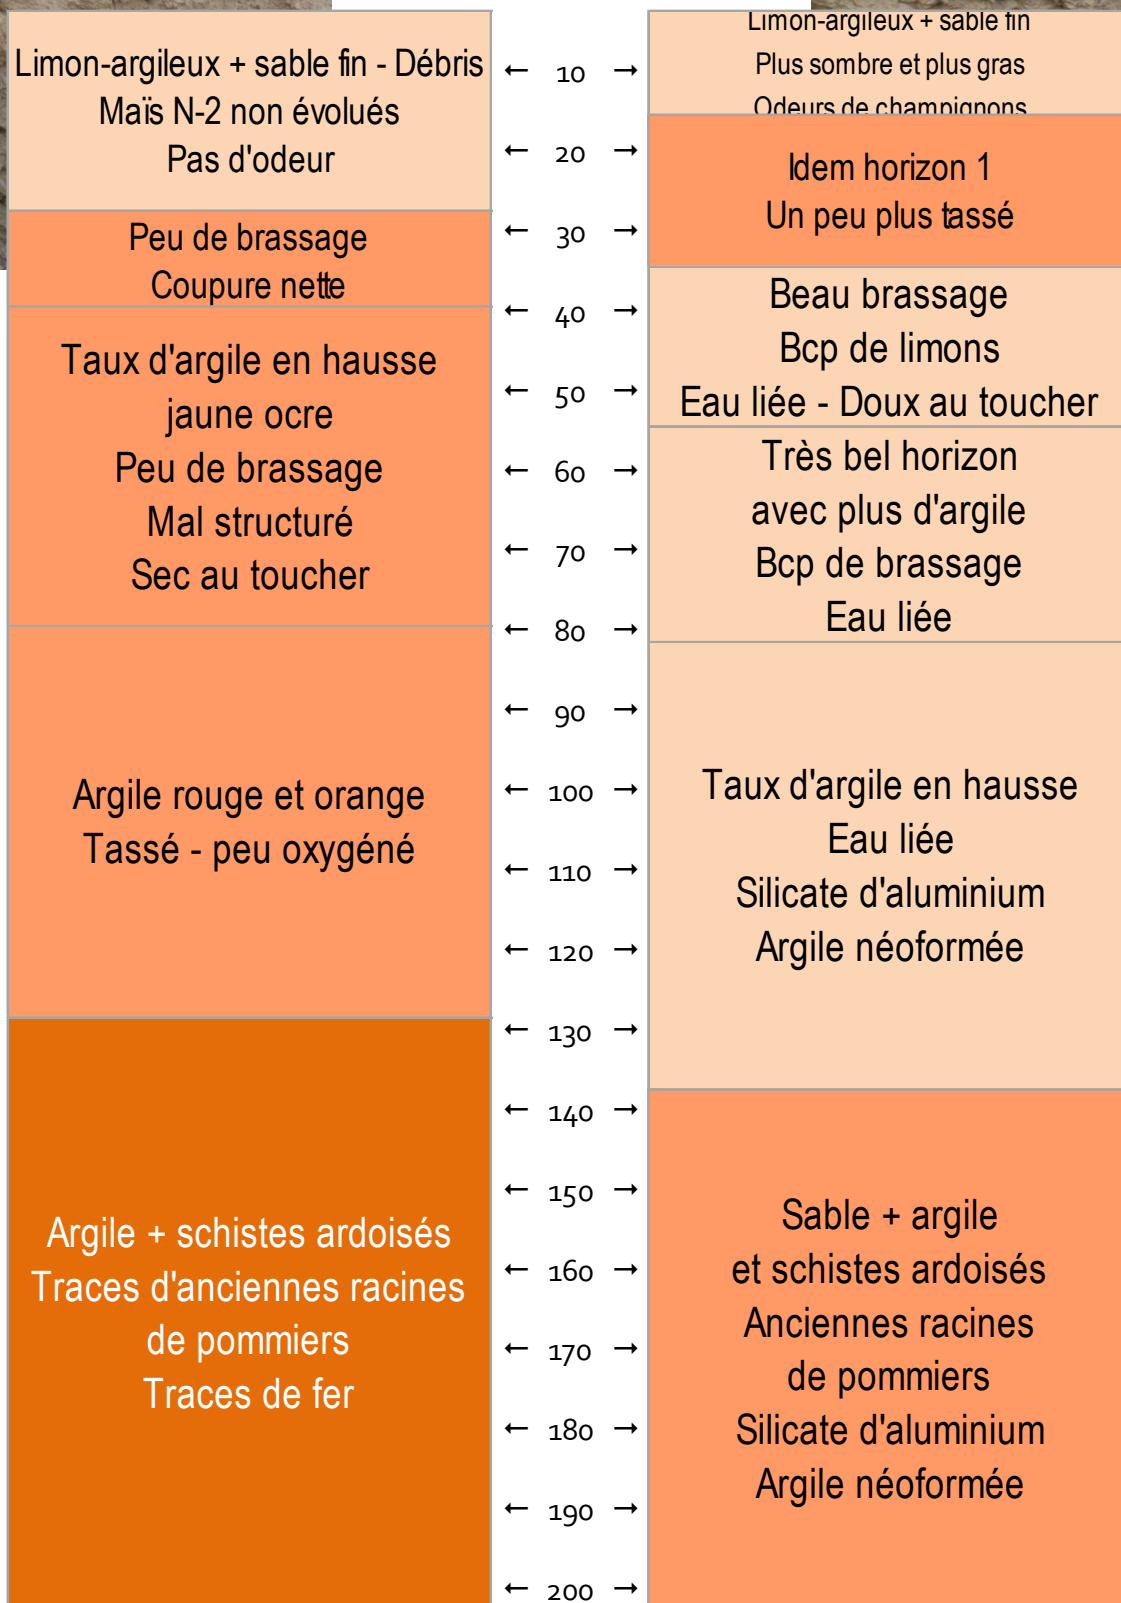 Limon-argileux + sable fin - Débris
Maïs N-2 non évolués
Pas d'odeur
Peu de brassage
Coupure nette
Taux d'argile en hausse
jaune ocre
Peu de brassage
Mal structuré
Sec au toucher
Argile rouge et orange
Tassé - peu oxygéné
Argile + schistes ardoisés
Traces d'anciennes racines
de pommiers
Traces de fer
← 10 →
← 20 →
← 30 →
← 40 →
← 50 →
← 60 →
← 70 →
← 80 →
← 90 →
← 100 →
← 110 →
← 120 →
← 130 →
← 140 →
← 150 →
← 160 →
← 170 →
← 180 →
← 190 →
← 200 →
Limon-argileux + sable fin
Plus sombre et plus gras
Odeurs de champignons
Idem horizon 1
Un peu plus tassé
Beau brassage
Bcp de limons
Eau liée - Doux au toucher
Très bel horizon
avec plus d'argile
Bcp de brassage
Eau liée
Taux d'argile en hausse
Eau liée
Silicate d'aluminium
Argile néoformée
Sable + argile
et schistes ardoisés
Anciennes racines
de pommiers
Silicate d'aluminium
Argile néoformée